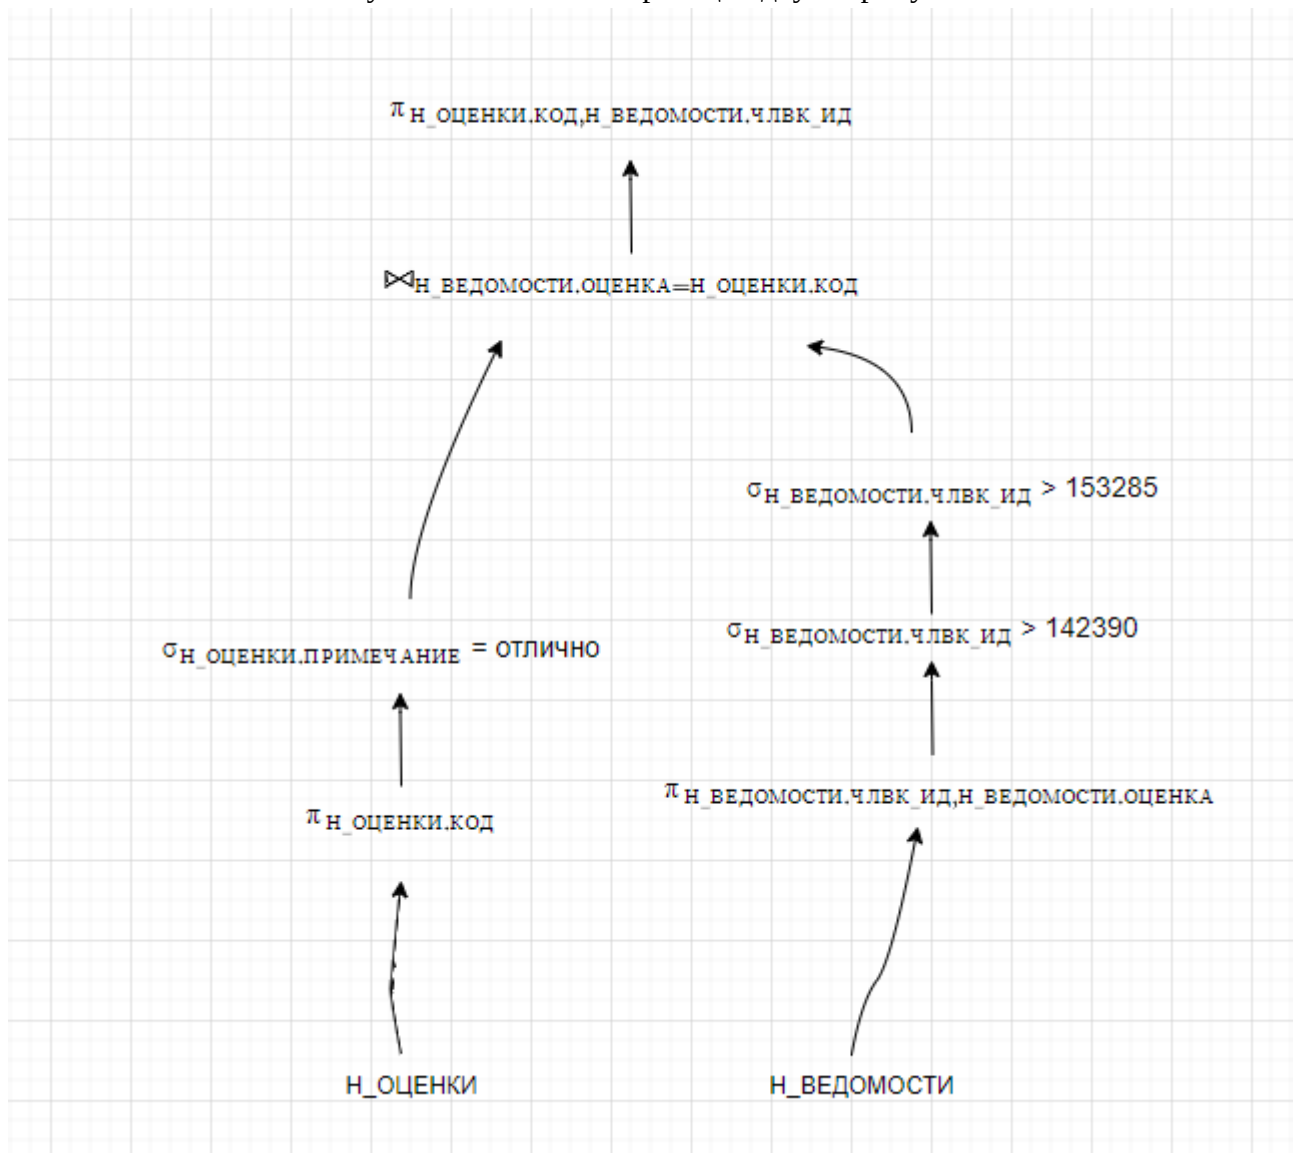 π Н_ОЦЕНКИ.КОД,Н_ВЕДОМОСТИ.ЧЛВК_ИД
⋈Н_ВЕДОМОСТИ.ОЦЕНКА=Н_ОЦЕНКИ.КОД
σН_ВЕДОМОСТИ.ЧЛВК_ИД > 153285
σН_ВЕДОМОСТИ.ЧЛВК_ИД > 142390
σН_ОЦЕНКИ.ПРИМЕЧАНИЕ = отлично
π Н_ВЕДОМОСТИ.ЧЛВК_ИД,Н_ВЕДОМОСТИ.ОЦЕНКА
π Н_ОЦЕНКИ.КОД
Н_ОЦЕНКИ
Н_ВЕДОМОСТИ